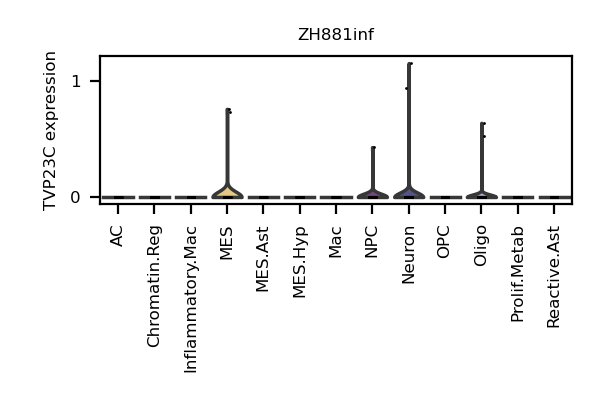 ZH881inf
TVP23C expression
1
0
AC
Chromatin.Reg
Inflammatory.Mac
MES
MES.Ast
MES.Hyp
Mac
NPC
Neuron
OPC
Oligo
Prolif.Metab
Reactive.Ast